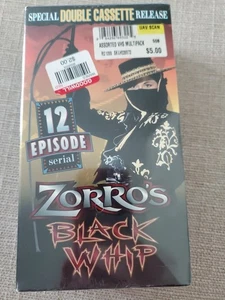 SPECIAL DOUBLE CASSETTE RELEASE
ASSORTED VHS MULTIPACK
$5.00
12
EPISODE
serial
ZORRO'S
BLACK
WHIP